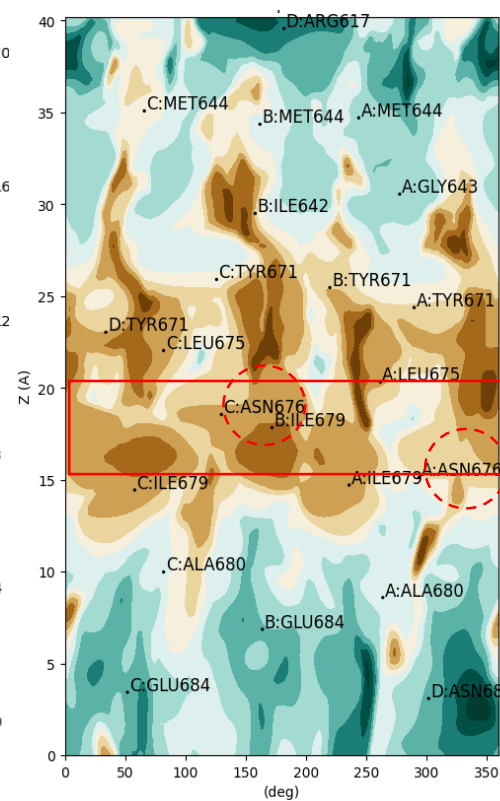 D:ARG617
C:MET644
B:MET644
A:MET644
A:GLY643
B:ILE642
C:TYR671
B:TYR671
A:TYR671
D:TYR671
C:LEU675
A:LEU675
C:ASN676
B:ILE679
A:ASN676
C:ILE679
A:ILE679
C:ALA680
A:ALA680
B:GLU684
C:GLU684
D:ASN68
40
35
30
25
20
15
10
5
0
Z (A)
0 50 100 150 200 250 300 350
(deg)